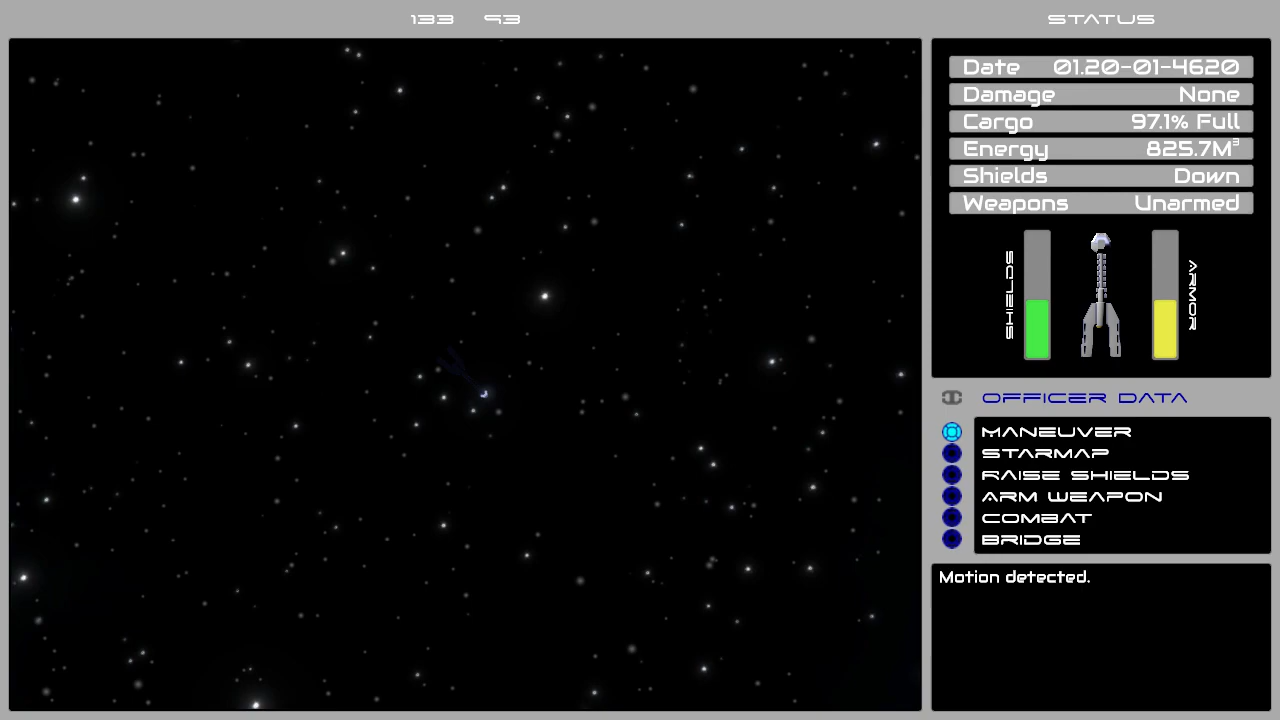 133 93
STATUS
Date 01.20-01-4620
Damage None
Cargo 97.1% Full
Energy 825.7M³
Shields Down
Weapons Unarmed
SCJEIHS
ARMOR
OFFICER DATA
MANEUVER
STARMAP
RAISE SHIELDS
ARM WEAPON
COMBAT
BRIDGE
Motion detected.